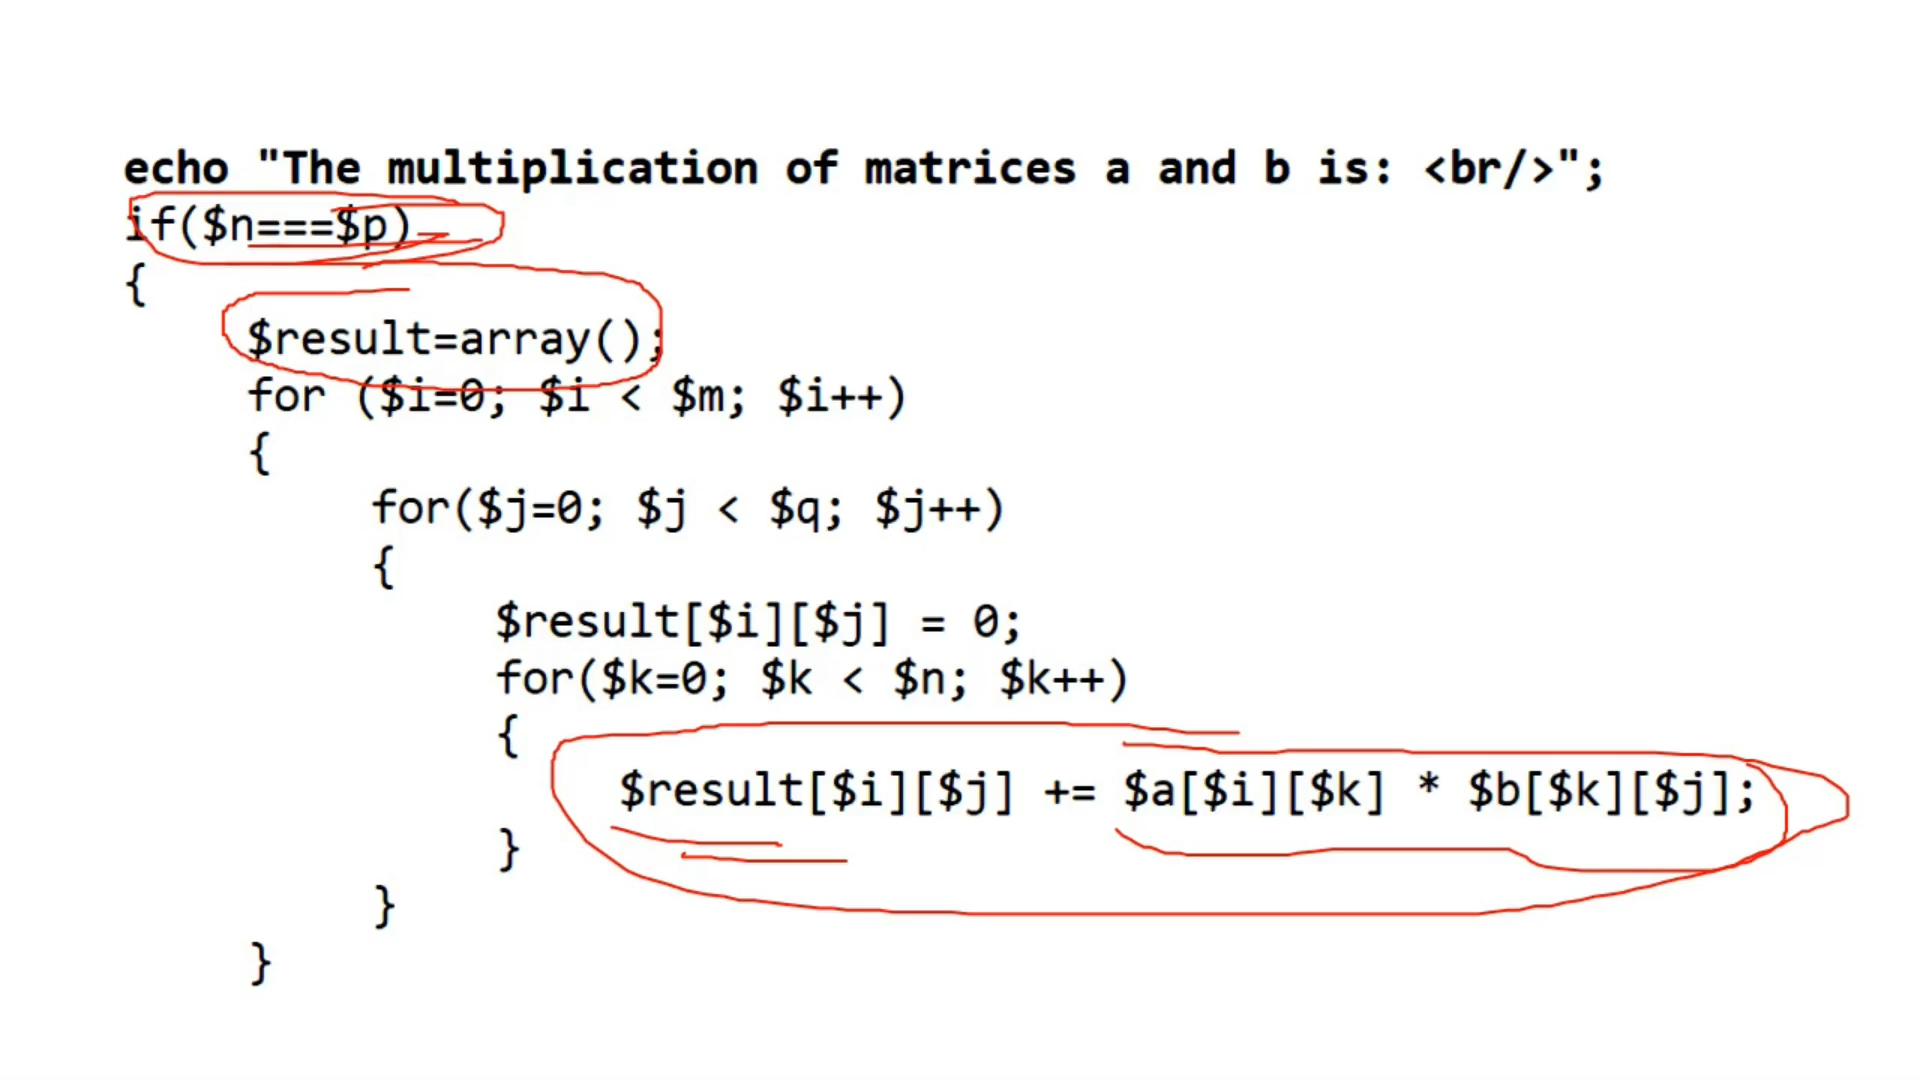 echo "The multiplication of matrices a and b is: <br/>";
if($n===$p)
{
$result=array();
for ($i=0; $i < $m; $i++)
{
for($j=0; $j < $q; $j++)
{
$result[$i][$j] = 0;
for($k=0; $k < $n; $k++)
{
$result[$i][$j] += $a[$i][$k] * $b[$k][$j];
}
}
}